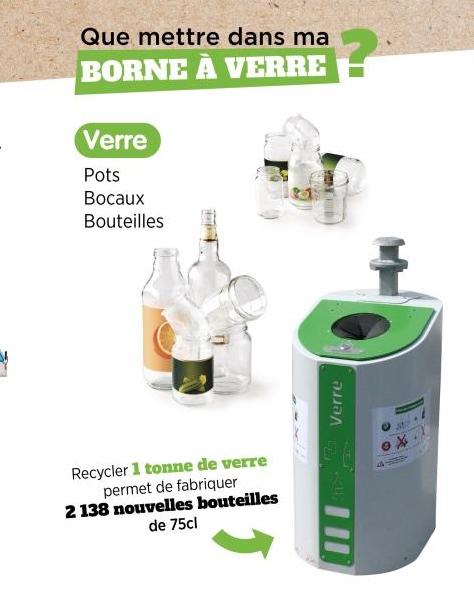 Que mettre dans ma
BORNE À VERRE ?
Verre
Pots
Bocaux
Bouteilles
Verre
Recycler 1 tonne de verre
permet de fabriquer
2 138 nouvelles bouteilles
de 75cl